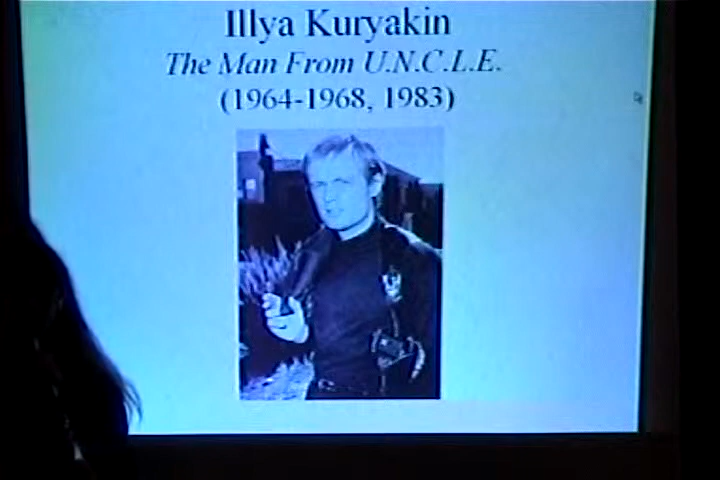 Illya Kuryakin
The Man From U.N.C.L.E.
(1964-1968, 1983)